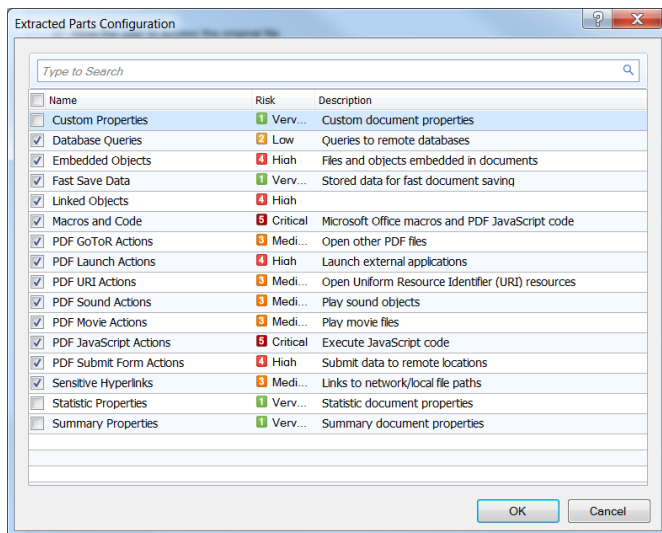 Extracted Parts Configuration
Type to Search
Name Risk Description
Custom Properties 1 Very... Custom document properties
Database Queries 2 Low Queries to remote databases
Embedded Objects 4 High Files and objects embedded in documents
Fast Save Data 1 Very... Stored data for fast document saving
Linked Objects 4 High
Macros and Code 5 Critical Microsoft Office macros and PDF JavaScript code
PDF GoToR Actions 3 Medi... Open other PDF files
PDF Launch Actions 4 High Launch external applications
PDF URI Actions 3 Medi... Open Uniform Resource Identifier (URI) resources
PDF Sound Actions 3 Medi... Play sound objects
PDF Movie Actions 3 Medi... Play movie files
PDF JavaScript Actions 5 Critical Execute JavaScript code
PDF Submit Form Actions 4 High Submit data to remote locations
Sensitive Hyperlinks 3 Medi... Links to network/local file paths
Statistic Properties 1 Very... Statistic document properties
Summary Properties 1 Very... Summary document properties
OK Cancel